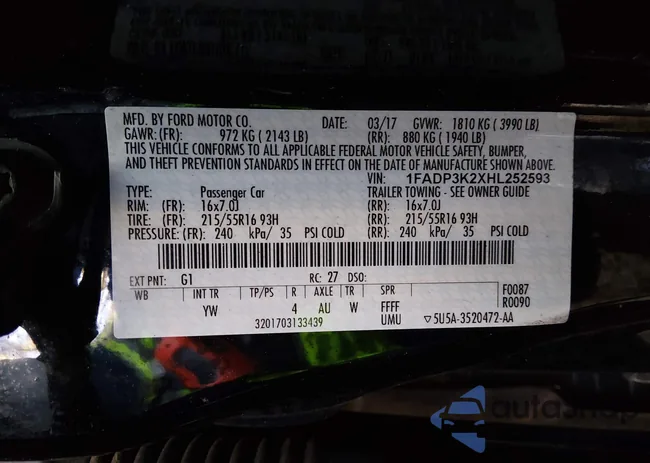 MFD. BY FORD MOTOR CO. DATE: 03/17 GVWR: 1810 KG ( 3990 LB)
GAWR: (FR): 972 KG ( 2143 LB) (RR): 880 KG ( 1940 LB)
THIS VEHICLE CONFORMS TO ALL APPLICABLE FEDERAL MOTOR VEHICLE SAFETY, BUMPER,
AND THEFT PREVENTION STANDARDS IN EFFECT ON THE DATE OF MANUFACTURE SHOWN ABOVE.
VIN: 1FADP3K2XHL252593
TYPE: Passenger Car TRAILER TOWING - SEE OWNER GUIDE
RIM: (FR): 16x7.0J (RR): 16x7.0J
TIRE: (FR): 215/55R16 93H (RR): 215/55R16 93H
PRESSURE: (FR): 240 kPa/ 35 PSI COLD (RR): 240 kPa/ 35 PSI COLD
EXT PNT: G1 RC: 27 DSO: F0087
WB INT TR TP/PS R AXLE TR SPR R0090
YW 4 AU W FFFF
3201703133439 UMU ▽5U5A-3520472-AA
autashop